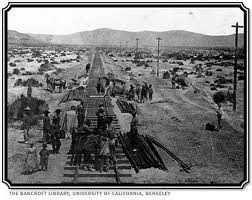 THE BANCROFT LIBRARY, UNIVERSITY OF CALIFORNIA, BERKELEY